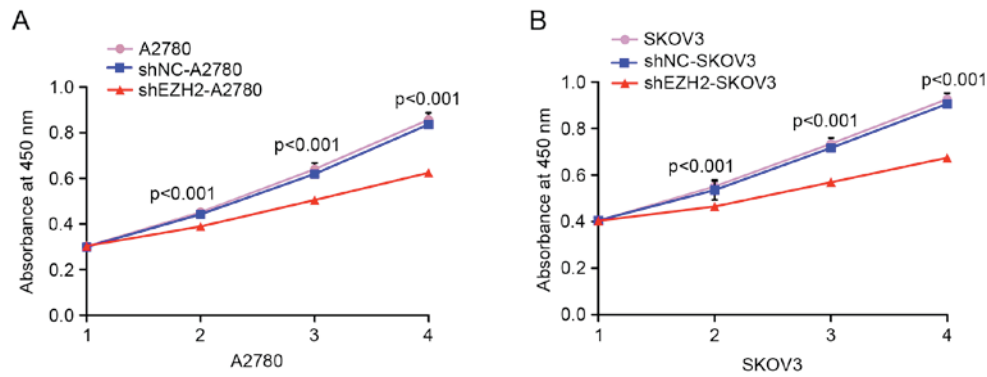 A
A2780
shNC-A2780
shEZH2-A2780
Absorbance at 450 nm
1.0
0.8
0.6
0.4
0.2
0.0
p<0.001
p<0.001
p<0.001
1 2 3 4
A2780
B
SKOV3
shNC-SKOV3
shEZH2-SKOV3
Absorbance at 450 nm
1.0
0.8
0.6
0.4
0.2
0.0
p<0.001
p<0.001
p<0.001
1 2 3 4
SKOV3